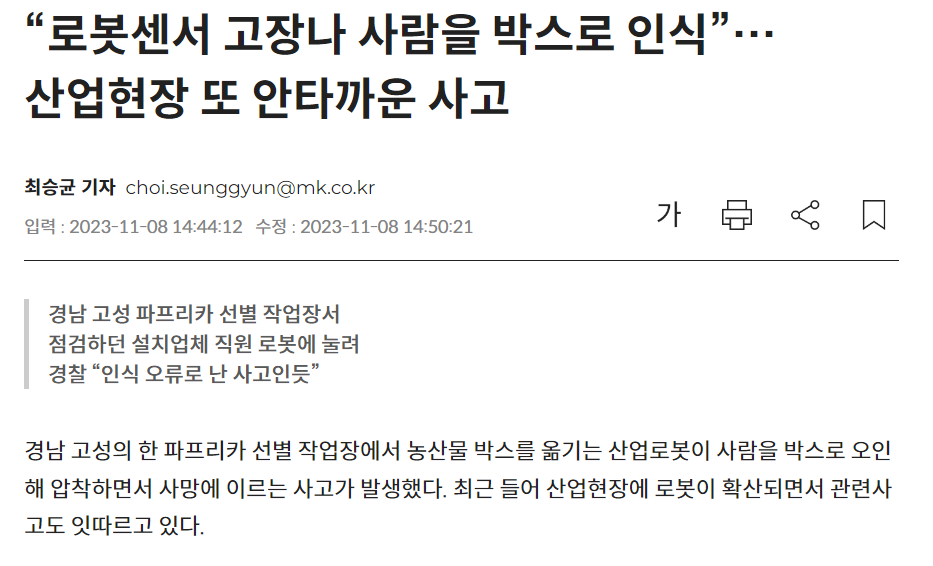 “로봇센서 고장나 사람을 박스로 인식”…
산업현장 또 안타까운 사고
최승균 기자 choi.seunggyun@mk.co.kr
입력 : 2023-11-08 14:44:12 수정 : 2023-11-08 14:50:21
가
경남 고성 파프리카 선별 작업장서
점검하던 설치업체 직원 로봇에 눌려
경찰 “인식 오류로 난 사고인듯”
경남 고성의 한 파프리카 선별 작업장에서 농산물 박스를 옮기는 산업로봇이 사람을 박스로 오인
해 압착하면서 사망에 이르는 사고가 발생했다. 최근 들어 산업현장에 로봇이 확산되면서 관련사
고도 잇따르고 있다.